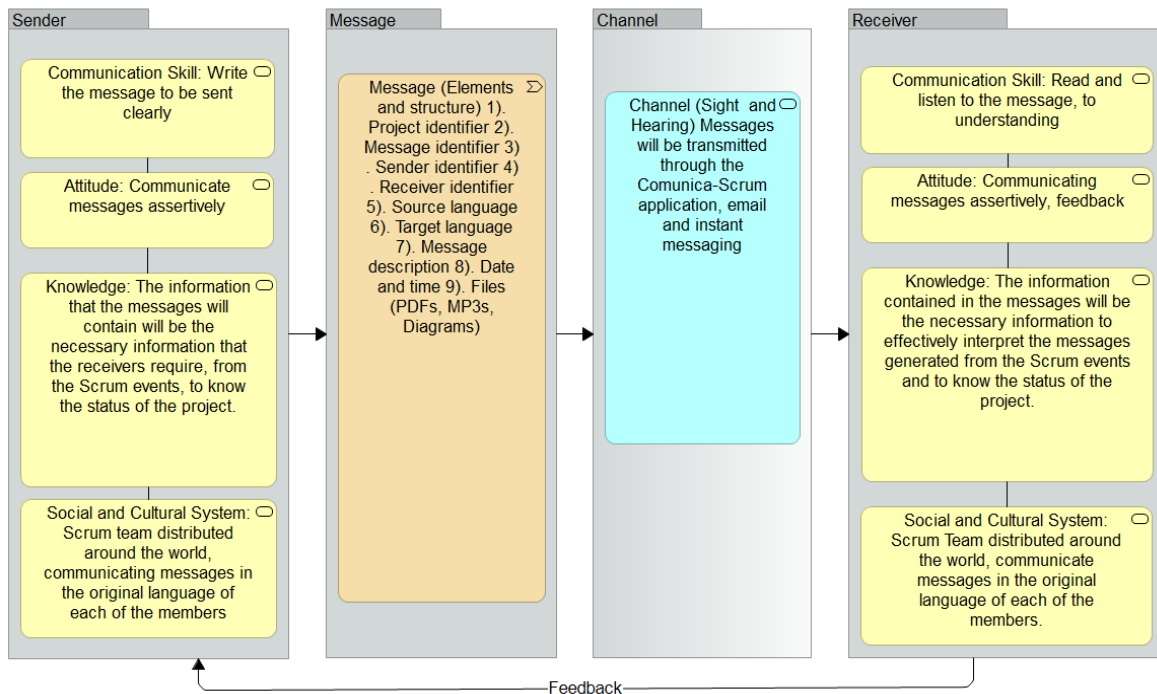 Sender
Communication Skill: Write
the message to be sent
clearly
Attitude: Communicate
messages assertively
Knowledge: The information
that the messages will
contain will be the
necessary information that
the receivers require, from
the Scrum events, to know
the status of the project.
Social and Cultural System:
Scrum team distributed
around the world,
communicating messages in
the original language of
each of the members
Message
Message (Elements
and structure) 1).
Project identifier 2).
Message identifier 3)
. Sender identifier 4)
. Receiver identifier
5). Source language
6). Target language
7). Message
description 8). Date
and time 9). Files
(PDFs, MP3s,
Diagrams)
Channel
Channel (Sight and
Hearing) Messages
will be transmitted
through the
Comunica-Scrum
application, email
and instant
messaging
Receiver
Communication Skill: Read and
listen to the message, to
understanding
Attitude: Communicating
messages assertively, feedback
Knowledge: The information
contained in the messages will be
the necessary information to
effectively interpret the messages
generated from the Scrum events
and to know the status of the
project.
Social and Cultural System:
Scrum Team distributed around
the world, communicate
messages in the original
language of each of the
members.
Feedback